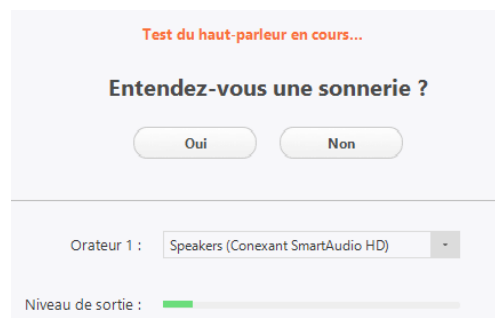 Test du haut-parleur en cours...
Entendez-vous une sonnerie ?
Oui Non
Orateur 1 : Speakers (Conexant SmartAudio HD)
Niveau de sortie :